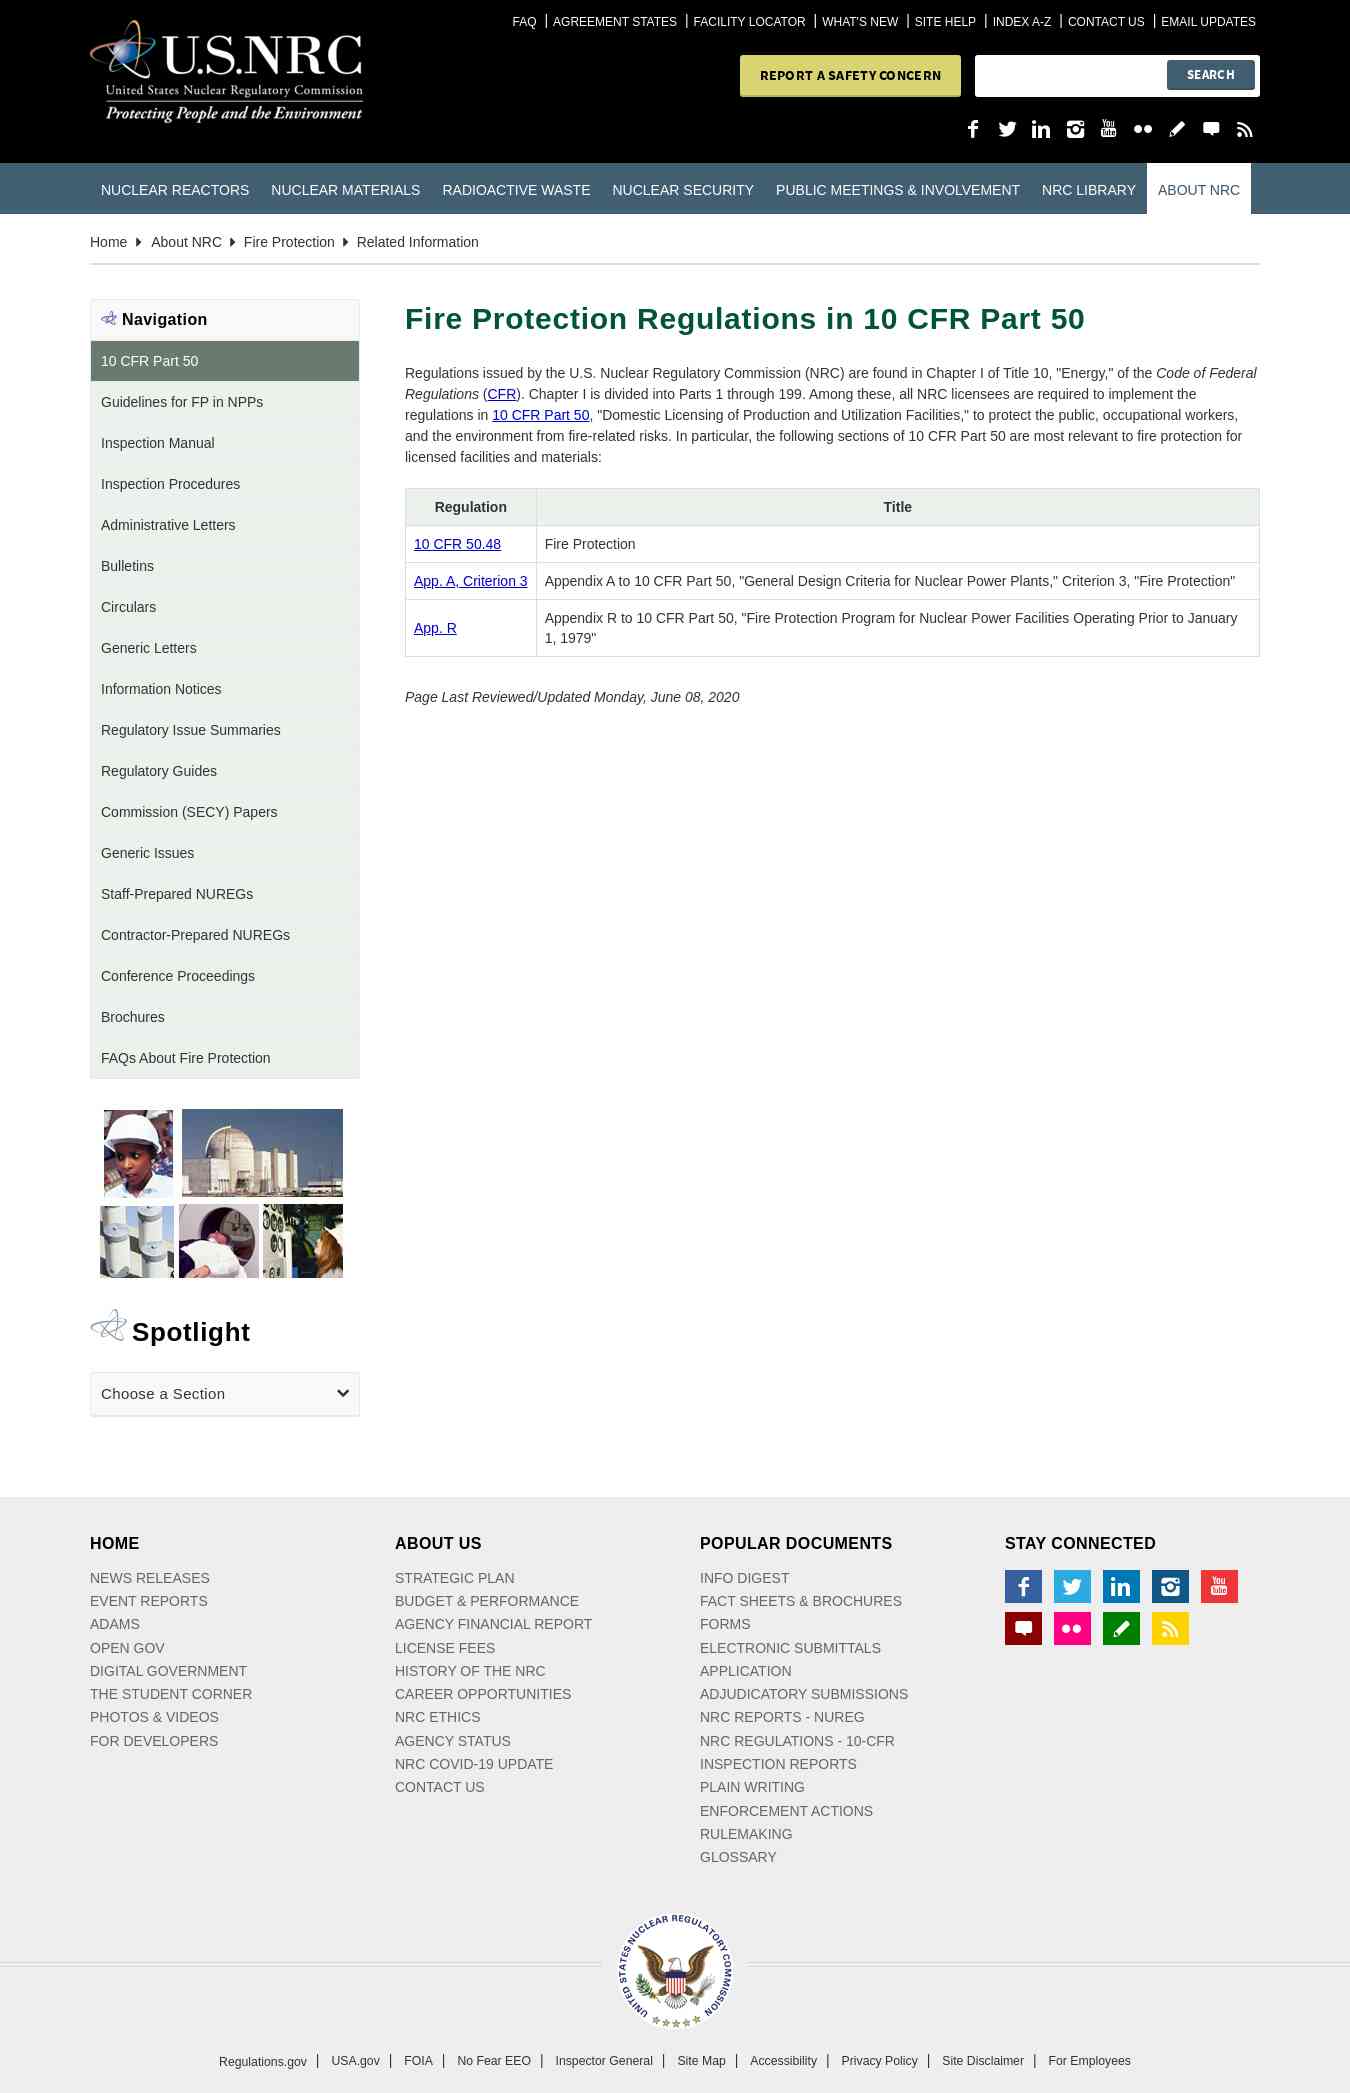 FAQ | AGREEMENT STATES | FACILITY LOCATOR | WHAT'S NEW | SITE HELP | INDEX A-Z | CONTACT US | EMAIL UPDATES
U.S.NRC
United States Nuclear Regulatory Commission
Protecting People and the Environment
REPORT A SAFETY CONCERN
SEARCH
You Tube
NUCLEAR REACTORS NUCLEAR MATERIALS RADIOACTIVE WASTE NUCLEAR SECURITY PUBLIC MEETINGS & INVOLVEMENT NRC LIBRARY ABOUT NRC
Home About NRC Fire Protection Related Information
Navigation
10 CFR Part 50
Guidelines for FP in NPPs
Inspection Manual
Inspection Procedures
Administrative Letters
Bulletins
Circulars
Generic Letters
Information Notices
Regulatory Issue Summaries
Regulatory Guides
Commission (SECY) Papers
Generic Issues
Staff-Prepared NUREGs
Contractor-Prepared NUREGs
Conference Proceedings
Brochures
FAQs About Fire Protection
Spotlight
Choose a Section
Fire Protection Regulations in 10 CFR Part 50
Regulations issued by the U.S. Nuclear Regulatory Commission (NRC) are found in Chapter I of Title 10, "Energy," of the Code of Federal
Regulations (CFR). Chapter I is divided into Parts 1 through 199. Among these, all NRC licensees are required to implement the
regulations in 10 CFR Part 50, "Domestic Licensing of Production and Utilization Facilities," to protect the public, occupational workers,
and the environment from fire-related risks. In particular, the following sections of 10 CFR Part 50 are most relevant to fire protection for
licensed facilities and materials:
Regulation Title
10 CFR 50.48 Fire Protection
App. A, Criterion 3 Appendix A to 10 CFR Part 50, "General Design Criteria for Nuclear Power Plants," Criterion 3, "Fire Protection"
App. R Appendix R to 10 CFR Part 50, "Fire Protection Program for Nuclear Power Facilities Operating Prior to January
1, 1979"
Page Last Reviewed/Updated Monday, June 08, 2020
HOME
NEWS RELEASES
EVENT REPORTS
ADAMS
OPEN GOV
DIGITAL GOVERNMENT
THE STUDENT CORNER
PHOTOS & VIDEOS
FOR DEVELOPERS
ABOUT US
STRATEGIC PLAN
BUDGET & PERFORMANCE
AGENCY FINANCIAL REPORT
LICENSE FEES
HISTORY OF THE NRC
CAREER OPPORTUNITIES
NRC ETHICS
AGENCY STATUS
NRC COVID-19 UPDATE
CONTACT US
POPULAR DOCUMENTS
INFO DIGEST
FACT SHEETS & BROCHURES
FORMS
ELECTRONIC SUBMITTALS
APPLICATION
ADJUDICATORY SUBMISSIONS
NRC REPORTS - NUREG
NRC REGULATIONS - 10-CFR
INSPECTION REPORTS
PLAIN WRITING
ENFORCEMENT ACTIONS
RULEMAKING
GLOSSARY
STAY CONNECTED
You Tube
UNITED STATES NUCLEAR REGULATORY COMMISSION
Regulations.gov | USA.gov | FOIA | No Fear EEO | Inspector General | Site Map | Accessibility | Privacy Policy | Site Disclaimer | For Employees